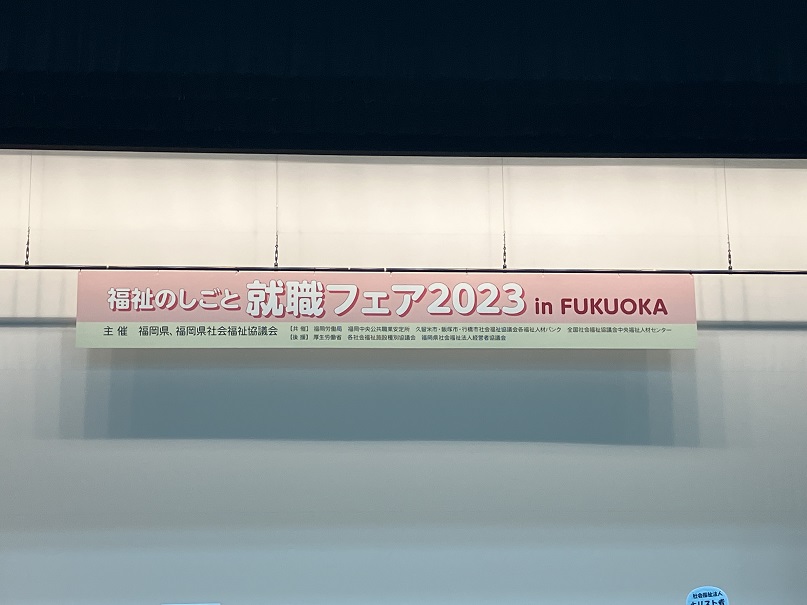 福祉のしごと 就職フェア2023 in FUKUOKA
主 催 福岡県、福岡県社会福祉協議会
【共 催】 福岡労働局 福岡中央公共職業安定所 久留米市・飯塚市・行橋市社会福祉協議会各福祉人材バンク 全国社会福祉協議会中央福祉人材センター
【後 援】 厚生労働省 各社会福祉施設種別協議会 福岡県社会福祉法人経営者協議会
社会福祉法人
キリスト者